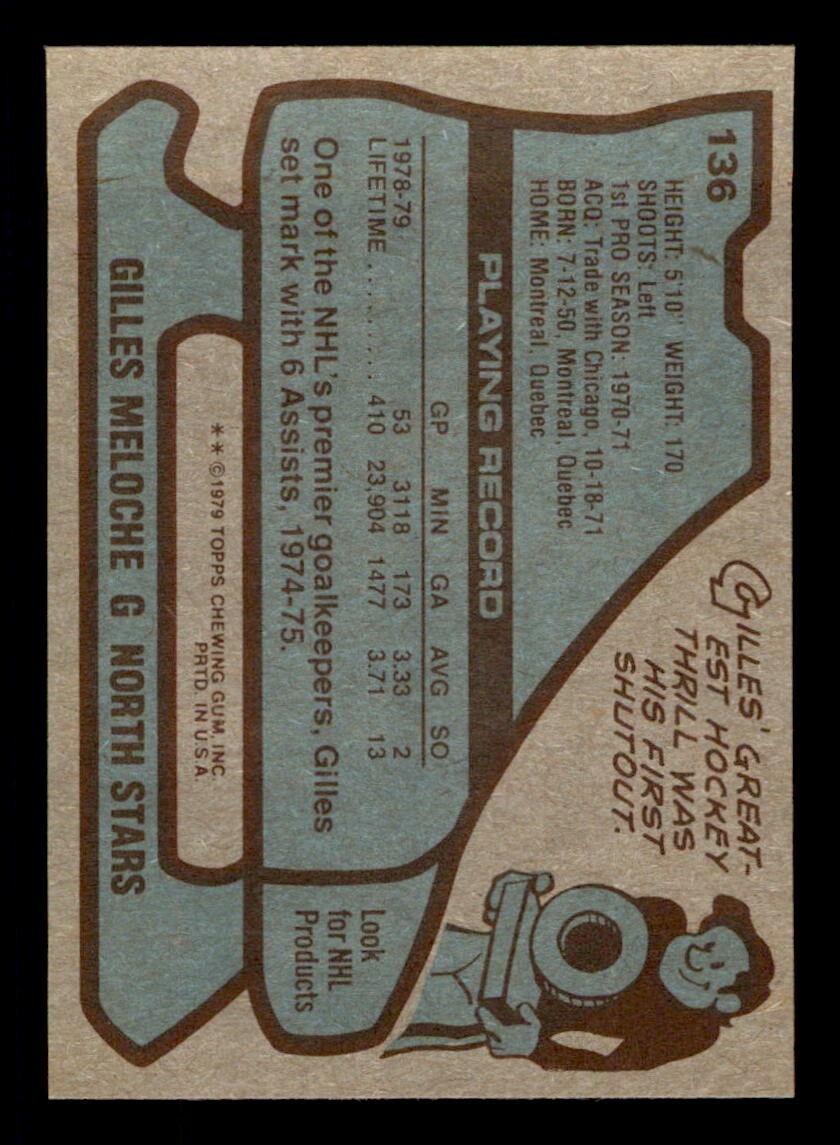 136
HEIGHT: 5'10" WEIGHT: 170
SHOOTS: Left
1st PRO SEASON: 1970-71
ACQ: Trade with Chicago, 10-18-71
BORN: 7-12-50, Montreal, Quebec
HOME: Montreal, Quebec
GILLES' GREAT-
EST HOCKEY
THRILL WAS
HIS FIRST
SHUTOUT.
PLAYING RECORD
GP MIN GA AVG SO
1978-79 53 3118 173 3.33 2
LIFETIME ......... 410 23,904 1477 3.71 13
One of the NHL's premier goalkeepers, Gilles
set mark with 6 Assists, 1974-75.
Look
for NHL
Products
**©1979 TOPPS CHEWING GUM, INC.
PRTD. IN U.S.A.
GILLES MELOCHE G NORTH STARS